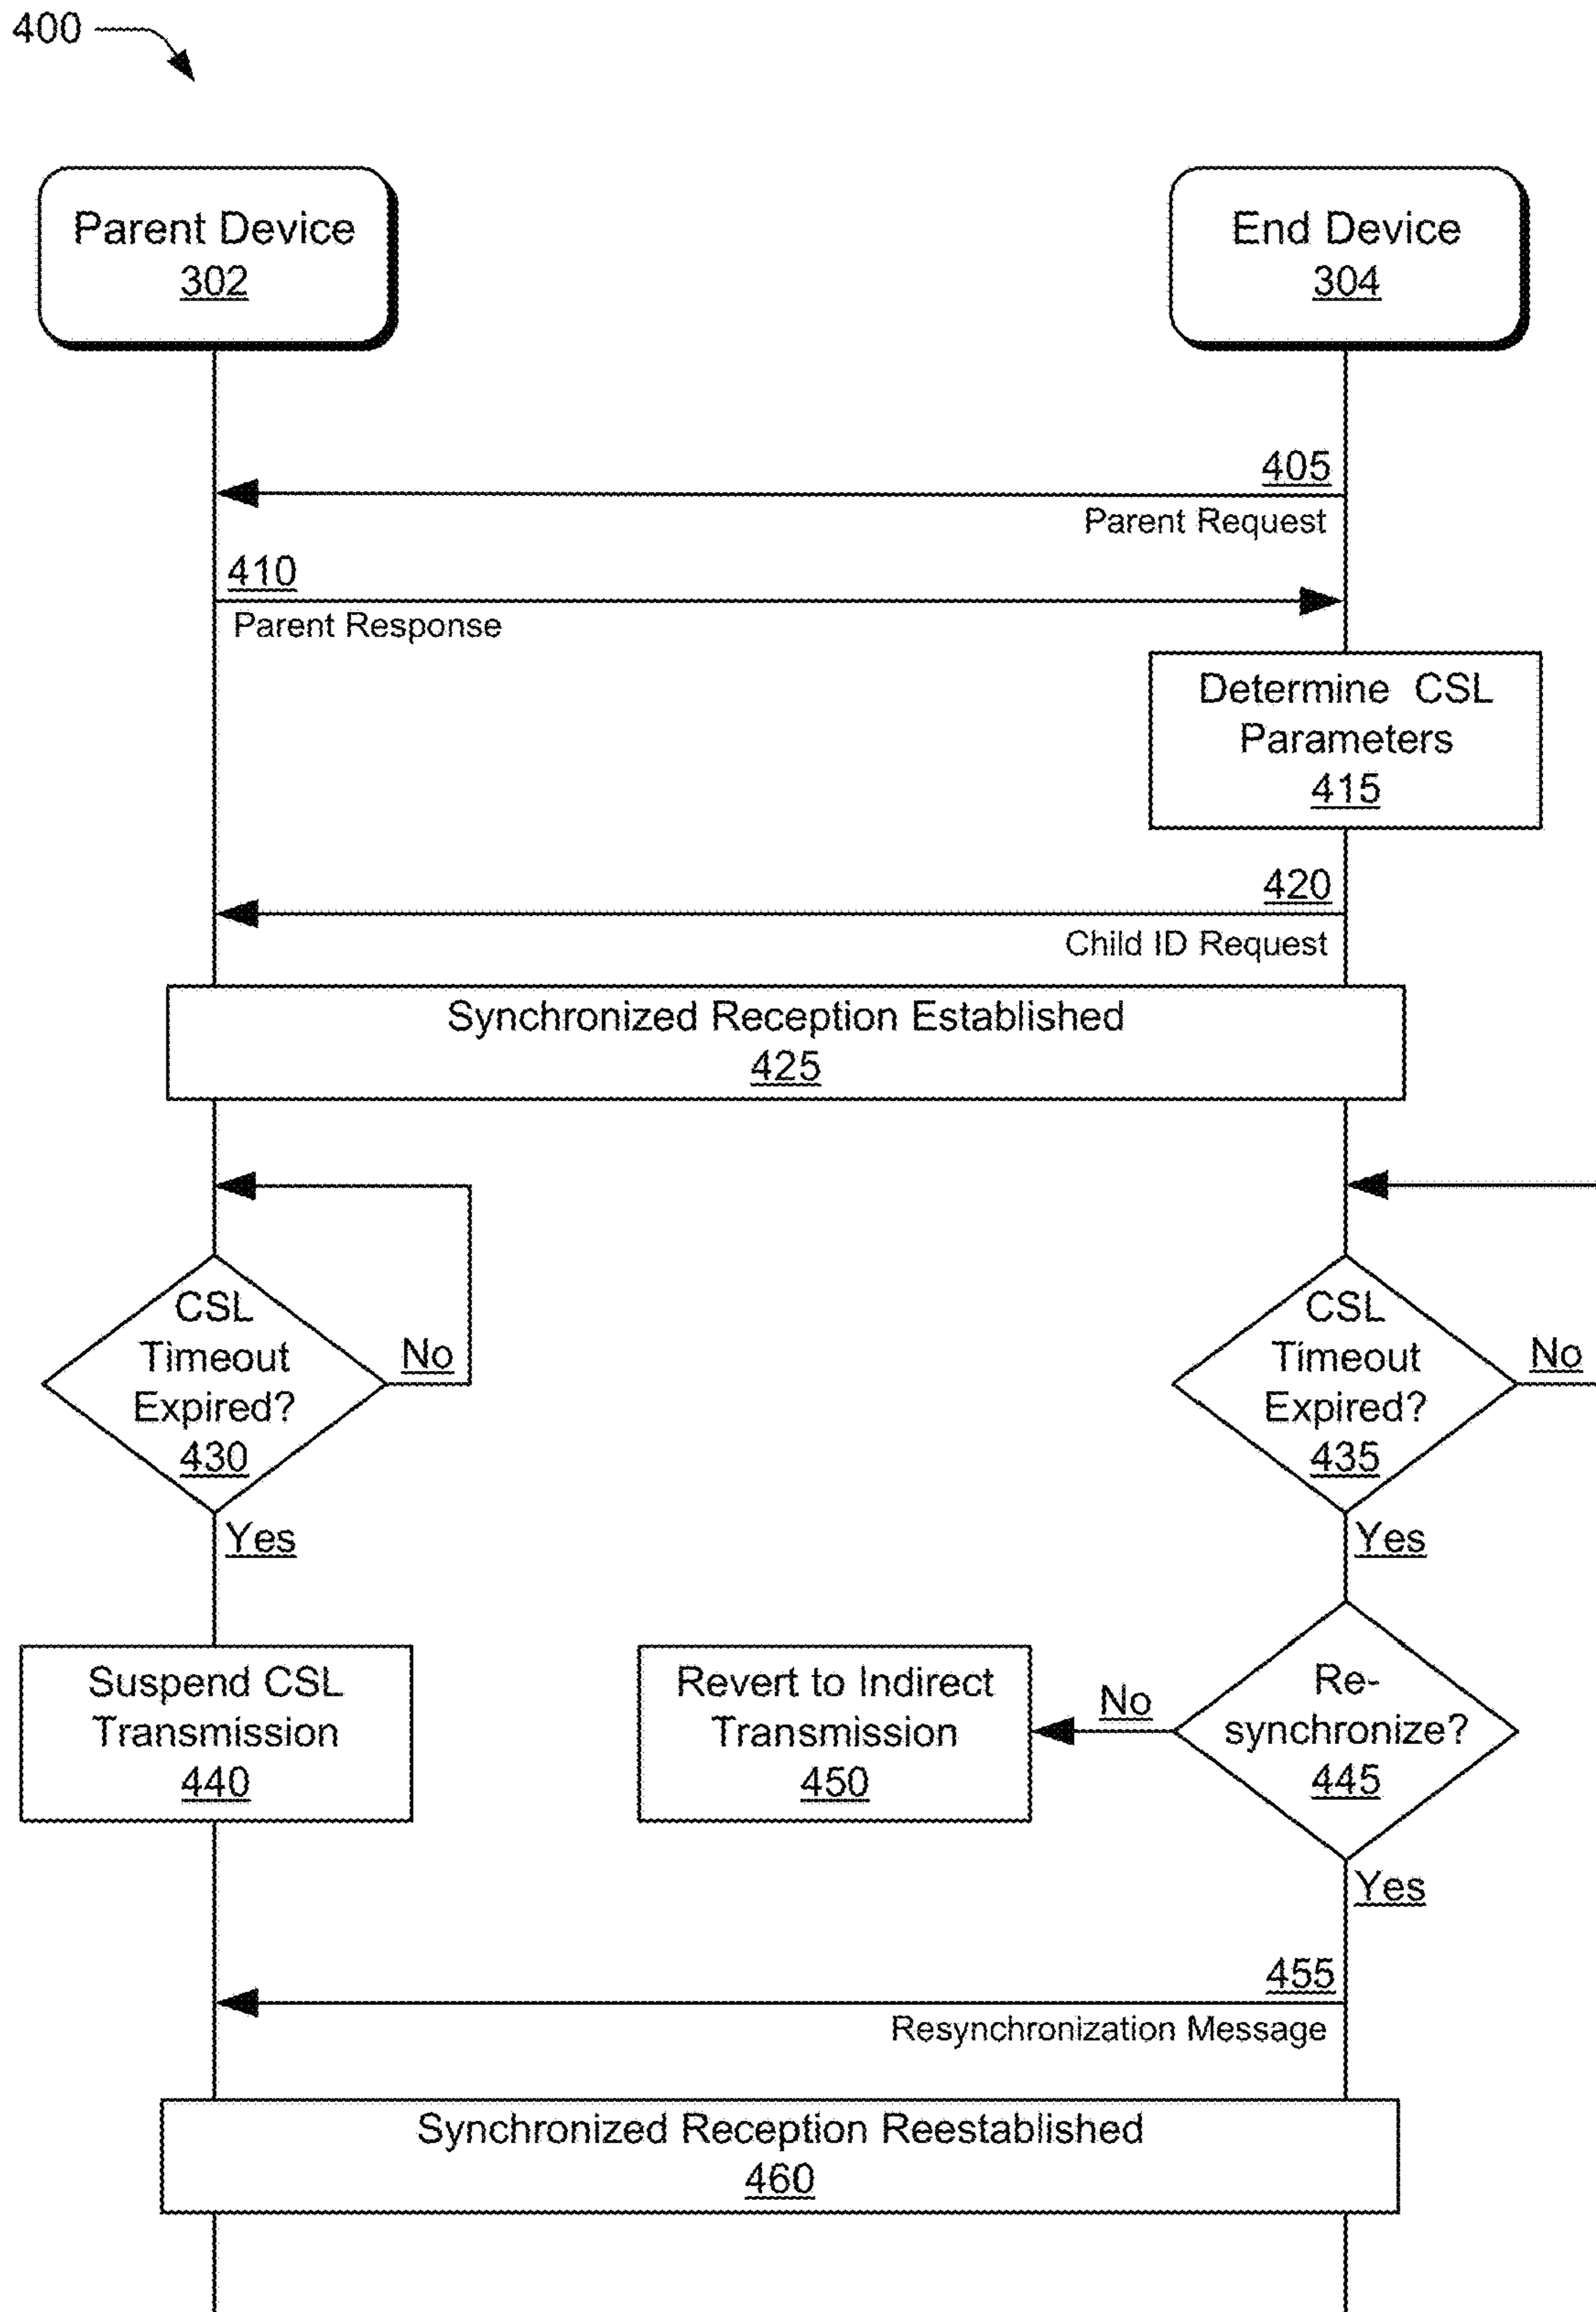 400
Parent Device
302
End Device
304
405
Parent Request
410
Parent Response
Determine CSL
Parameters
415
420
Child ID Request
Synchronized Reception Established
425
CSL
Timeout
Expired?
430
No
Yes
CSL
Timeout
Expired?
435
No
Yes
Suspend CSL
Transmission
440
Revert to Indirect
Transmission
450
No
Re-
synchronize?
445
Yes
455
Resynchronization Message
Synchronized Reception Reestablished
460